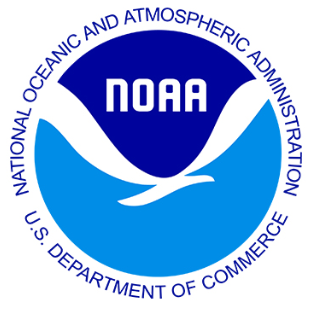 NATIONAL OCEANIC AND ATMOSPHERIC ADMINISTRATION
NOAA
U.S. DEPARTMENT OF COMMERCE